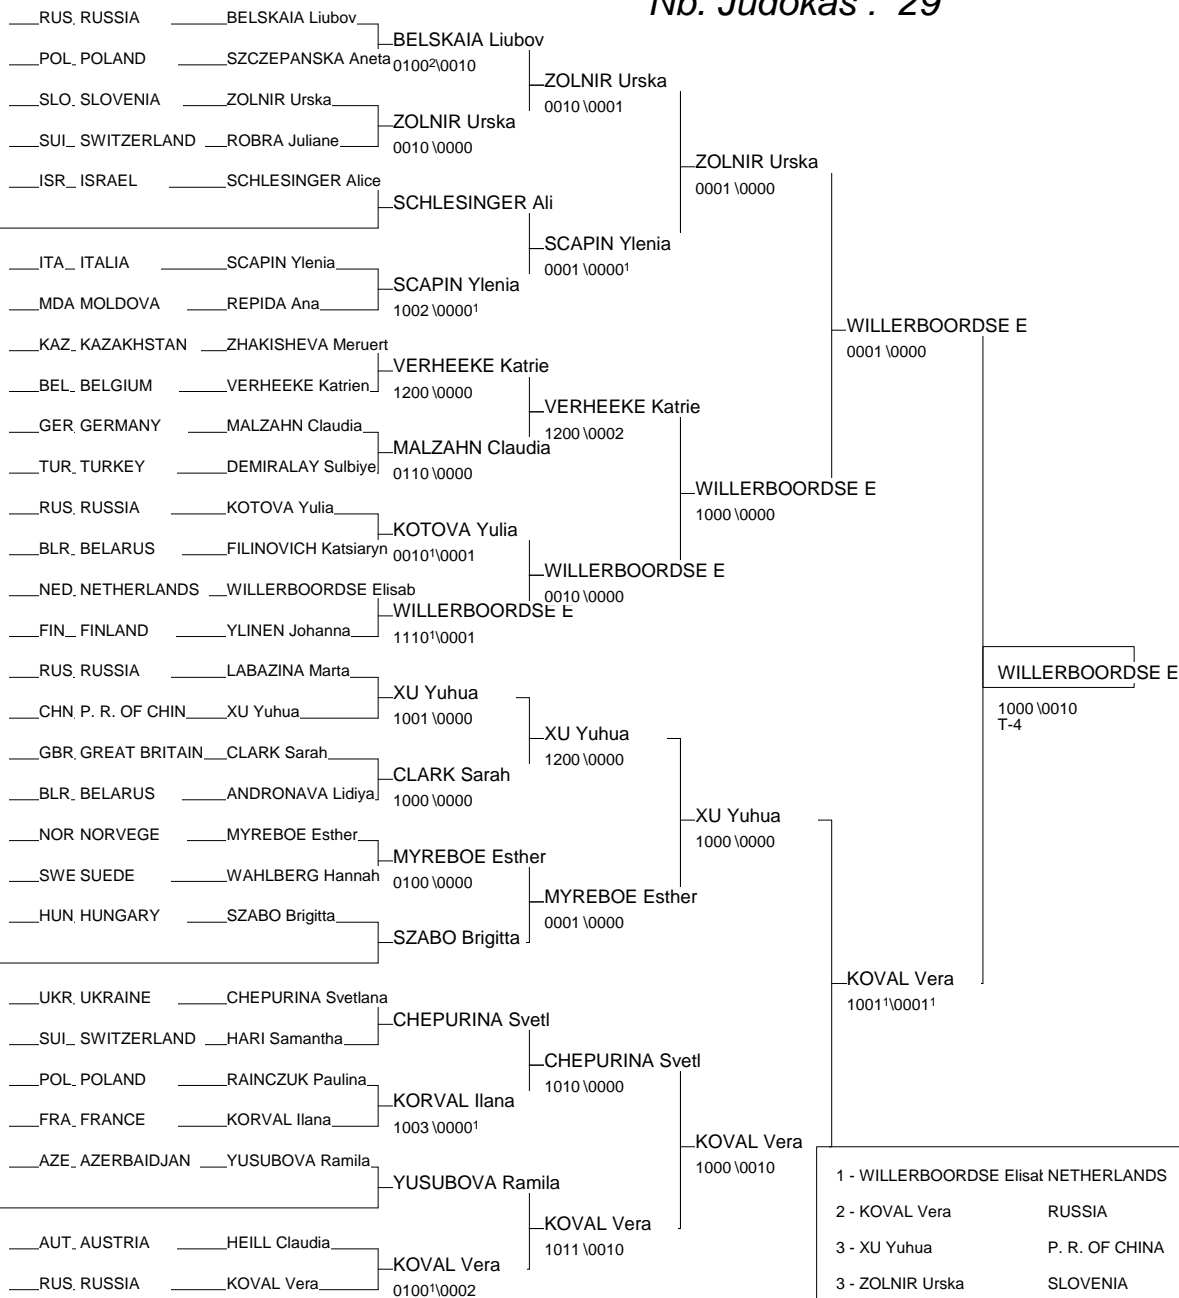 Nb. Judokas : 29
RUS RUSSIA BELSKAIA Liubov
BELSKAIA Liubov
POL POLAND SZCZEPANSKA Aneta
0100²\0010
ZOLNIR Urska
SLO SLOVENIA ZOLNIR Urska
0010 \0001
ZOLNIR Urska
SUI SWITZERLAND ROBRA Juliane
0010 \0000
ZOLNIR Urska
ISR ISRAEL SCHLESINGER Alice
0001 \0000
SCHLESINGER Ali
SCAPIN Ylenia
ITA ITALIA SCAPIN Ylenia
0001 \0000¹
SCAPIN Ylenia
MDA MOLDOVA REPIDA Ana
1002 \0000¹
WILLERBOORDSE E
KAZ KAZAKHSTAN ZHAKISHEVA Meruert
0001 \0000
VERHEEKE Katrie
BEL BELGIUM VERHEEKE Katrien
1200 \0000
VERHEEKE Katrie
GER GERMANY MALZAHN Claudia
1200 \0002
MALZAHN Claudia
TUR TURKEY DEMIRALAY Sulbiye
0110 \0000
WILLERBOORDSE E
RUS RUSSIA KOTOVA Yulia
1000 \0000
KOTOVA Yulia
BLR BELARUS FILINOVICH Katsiaryn
0010¹\0001
WILLERBOORDSE E
NED NETHERLANDS WILLERBOORDSE Elisab
0010 \0000
WILLERBOORDSE E
FIN FINLAND YLINEN Johanna
1110¹\0001
RUS RUSSIA LABAZINA Marta
WILLERBOORDSE E
XU Yuhua
CHN P. R. OF CHIN XU Yuhua
1001 \0000
1000 \0010
T-4
XU Yuhua
GBR GREAT BRITAIN CLARK Sarah
1200 \0000
CLARK Sarah
BLR BELARUS ANDRONAVA Lidiya
1000 \0000
XU Yuhua
NOR NORVEGE MYREBOE Esther
1000 \0000
MYREBOE Esther
SWE SUEDE WAHLBERG Hannah
0100 \0000
MYREBOE Esther
HUN HUNGARY SZABO Brigitta
0001 \0000
SZABO Brigitta
KOVAL Vera
UKR UKRAINE CHEPURINA Svetlana
1001¹\0001¹
CHEPURINA Svetl
SUI SWITZERLAND HARI Samantha
CHEPURINA Svetl
POL POLAND RAINCZUK Paulina
1010 \0000
KORVAL Ilana
FRA FRANCE KORVAL Ilana
1003 \0000¹
KOVAL Vera
AZE AZERBAIDJAN YUSUBOVA Ramila
1000 \0010
YUSUBOVA Ramila
KOVAL Vera
AUT AUSTRIA HEILL Claudia
1011 \0010
KOVAL Vera
RUS RUSSIA KOVAL Vera
0100¹\0002
1 - WILLERBOORDSE Elisab NETHERLANDS
2 - KOVAL Vera RUSSIA
3 - XU Yuhua P. R. OF CHINA
3 - ZOLNIR Urska SLOVENIA